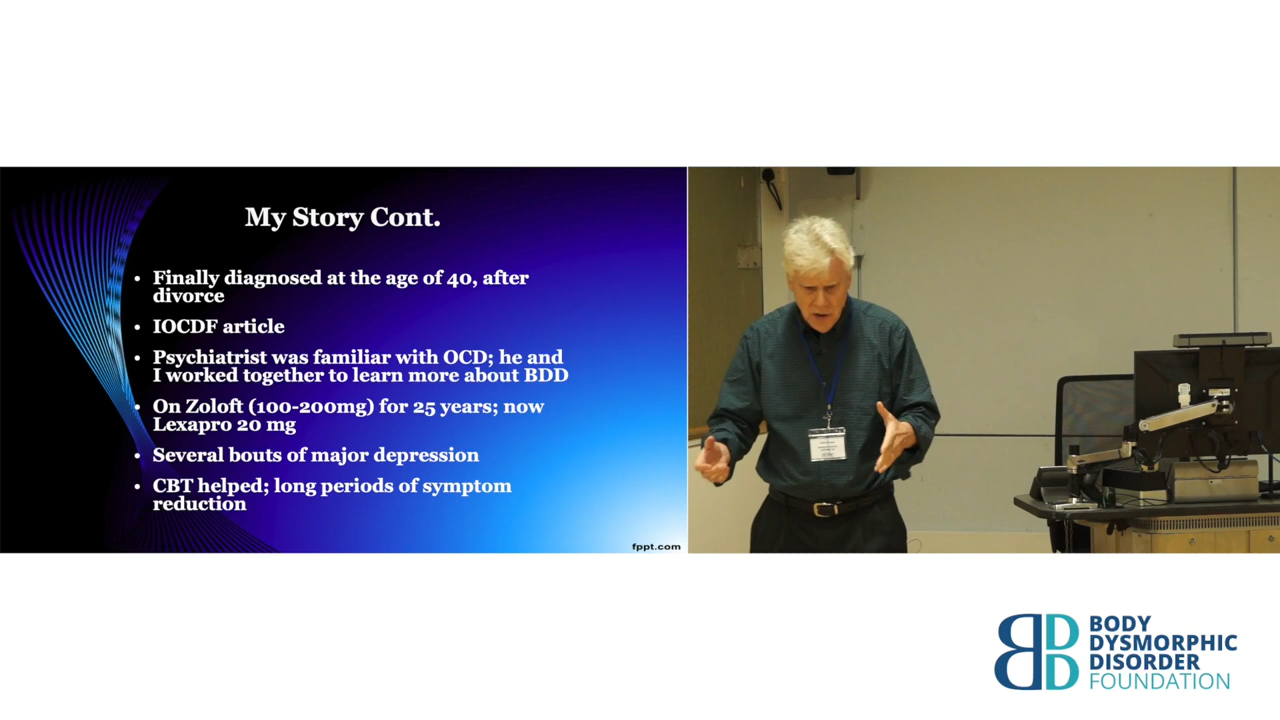 My Story Cont.
• Finally diagnosed at the age of 40, after
divorce
• IOCDF article
• Psychiatrist was familiar with OCD; he and
I worked together to learn more about BDD
• On Zoloft (100-200mg) for 25 years; now
Lexapro 20 mg
• Several bouts of major depression
• CBT helped; long periods of symptom
reduction
fppt.com
BODY
DYSMORPHIC
DISORDER
FOUNDATION